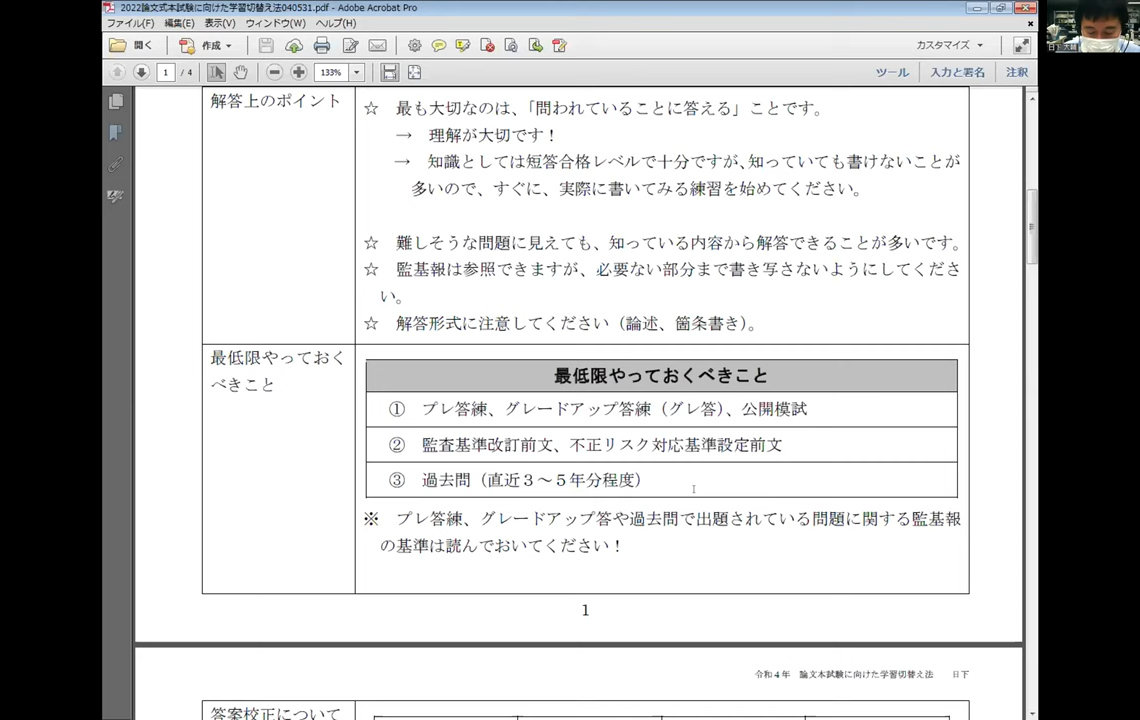 2022論文式本試験に向けた学習切替え法040531.pdf - Adobe Acrobat Pro
ファイル(F) 編集(E) 表示(V) ウィンドウ(W) ヘルプ(H)
開く 作成 カスタマイズ
1 / 4 133% ツール 入力と署名 注釈
日下 大輔
解答上のポイント
☆ 最も大切なのは、「問われていることに答える」ことです。
→ 理解が大切です！
→ 知識としては短答合格レベルで十分ですが、知っていても書けないことが
多いので、すぐに、実際に書いてみる練習を始めてください。
☆ 難しそうな問題に見えても、知っている内容から解答できることが多いです。
☆ 監基報は参照できますが、必要ない部分まで書き写さないようにしてくださ
い。
☆ 解答形式に注意してください（論述、箇条書き）。
最低限やっておく
べきこと
最低限やっておくべきこと
① プレ答練、グレードアップ答練（グレ答）、公開模試
② 監査基準改訂前文、不正リスク対応基準設定前文
③ 過去問（直近３～５年分程度）
※ プレ答練、グレードアップ答や過去問で出題されている問題に関する監基報
の基準は読んでおいてください！
1
令和４年 論文本試験に向けた学習切替え法 日下
答案校正について